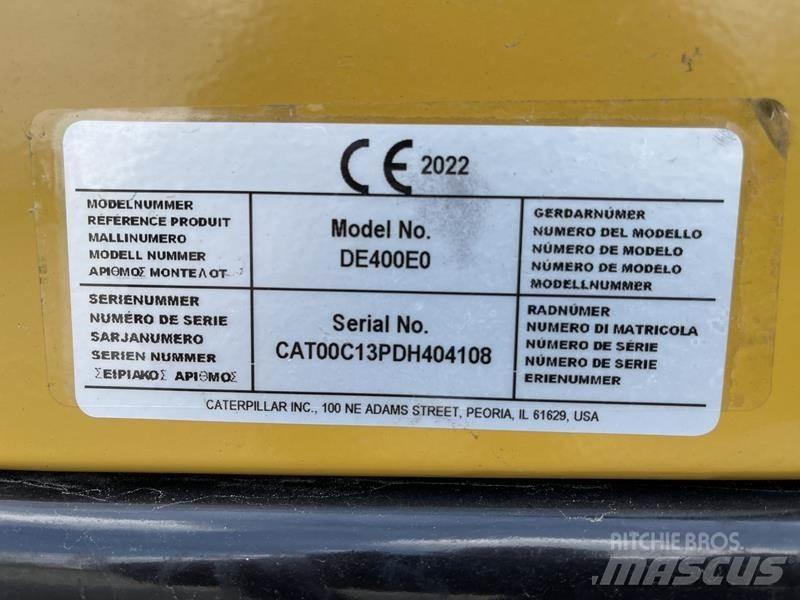 CE 2022
MODELNUMMER
RÉFÉRENCE PRODUIT
MALLINUMERO
MODELL NUMMER
ΑΡΙΘΜΟΣ ΜΟΝΤΕΛΟΤ
Model No.
DE400E0
GERDARNÚMER
NUMERO DEL MODELLO
NÚMERO DE MODELO
NÚMERO DE MODELO
MODELLNUMMER
SERIENUMMER
NUMÉRO DE SERIE
SARJANUMERO
SERIEN NUMMER
ΣΕΙΡΙΑΚΟΣ ΑΡΙΘΜΟΣ
Serial No.
CAT00C13PDH404108
RADNÚMER
NUMERO DI MATRICOLA
NÚMERO DE SÉRIE
NÚMERO DE SERIE
ERIENUMMER
CATERPILLAR INC., 100 NE ADAMS STREET, PEORIA, IL 61629, USA
RITCHIE BROS.
MASCUS